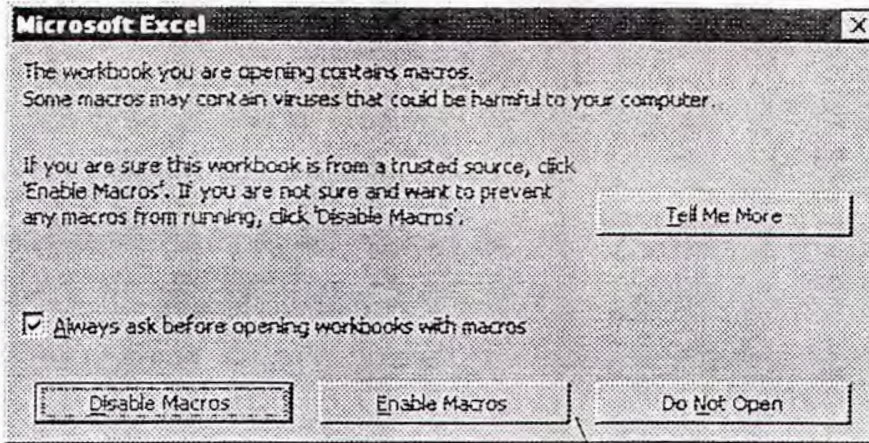 Microsoft Excel
The workbook you are opening contains macros.
Some macros may contain viruses that could be harmful to your computer.
If you are sure this workbook is from a trusted source, click
'Enable Macros'. If you are not sure and want to prevent
any macros from running, click 'Disable Macros'.
Tell Me More
Always ask before opening workbooks with macros
Disable Macros
Enable Macros
Do Not Open